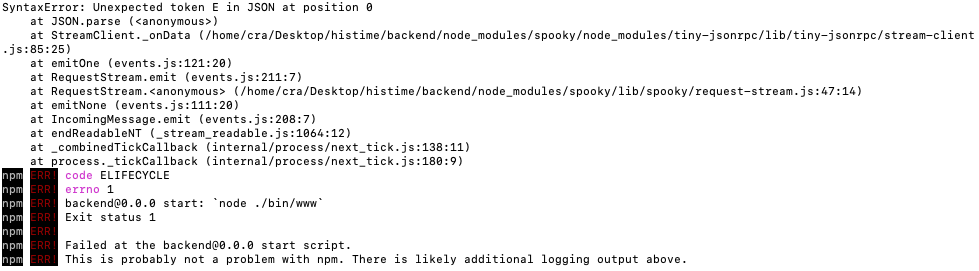 SyntaxError: Unexpected token E in JSON at position 0
    at JSON.parse (<anonymous>)
    at StreamClient._onData (/home/cra/Desktop/histime/backend/node_modules/spooky/node_modules/tiny-jsonrpc/lib/tiny-jsonrpc/stream-client
.js:85:25)
    at emitOne (events.js:121:20)
    at RequestStream.emit (events.js:211:7)
    at RequestStream.<anonymous> (/home/cra/Desktop/histime/backend/node_modules/spooky/lib/spooky/request-stream.js:47:14)
    at emitNone (events.js:111:20)
    at IncomingMessage.emit (events.js:208:7)
    at endReadableNT (_stream_readable.js:1064:12)
    at _combinedTickCallback (internal/process/next_tick.js:138:11)
    at process._tickCallback (internal/process/next_tick.js:180:9)
npm ERR! code ELIFECYCLE
npm ERR! errno 1
npm ERR! backend@0.0.0 start: `node ./bin/www`
npm ERR! Exit status 1
npm ERR!
npm ERR! Failed at the backend@0.0.0 start script.
npm ERR! This is probably not a problem with npm. There is likely additional logging output above.